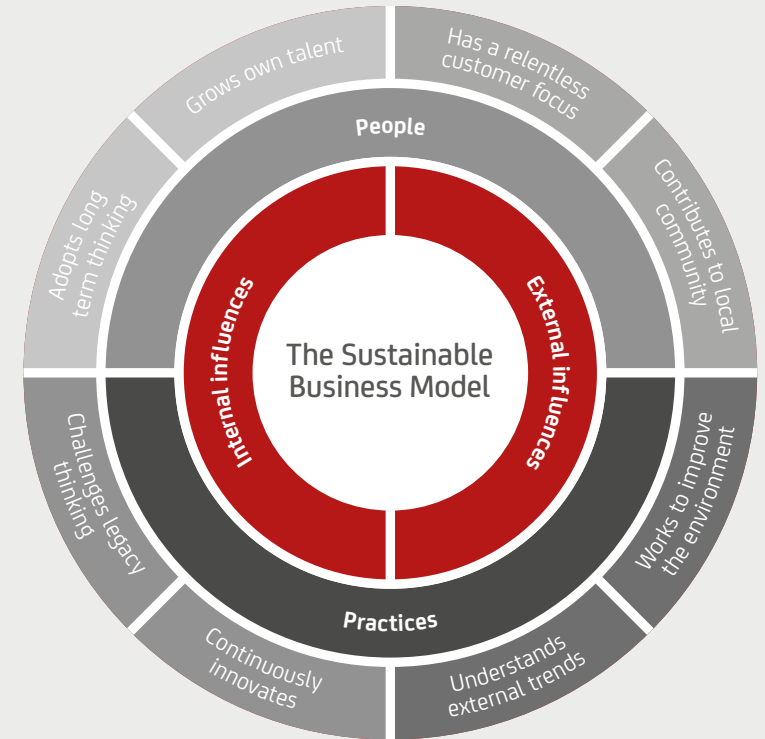 Grows own talent
Has a relentless
customer focus
People
Adopts long
term thinking
Contributes to local
community
Internal influences
External influences
The Sustainable
Business Model
Challenges legacy
thinking
Works to improve
the environment
Practices
Continuously
innovates
Understands
external trends